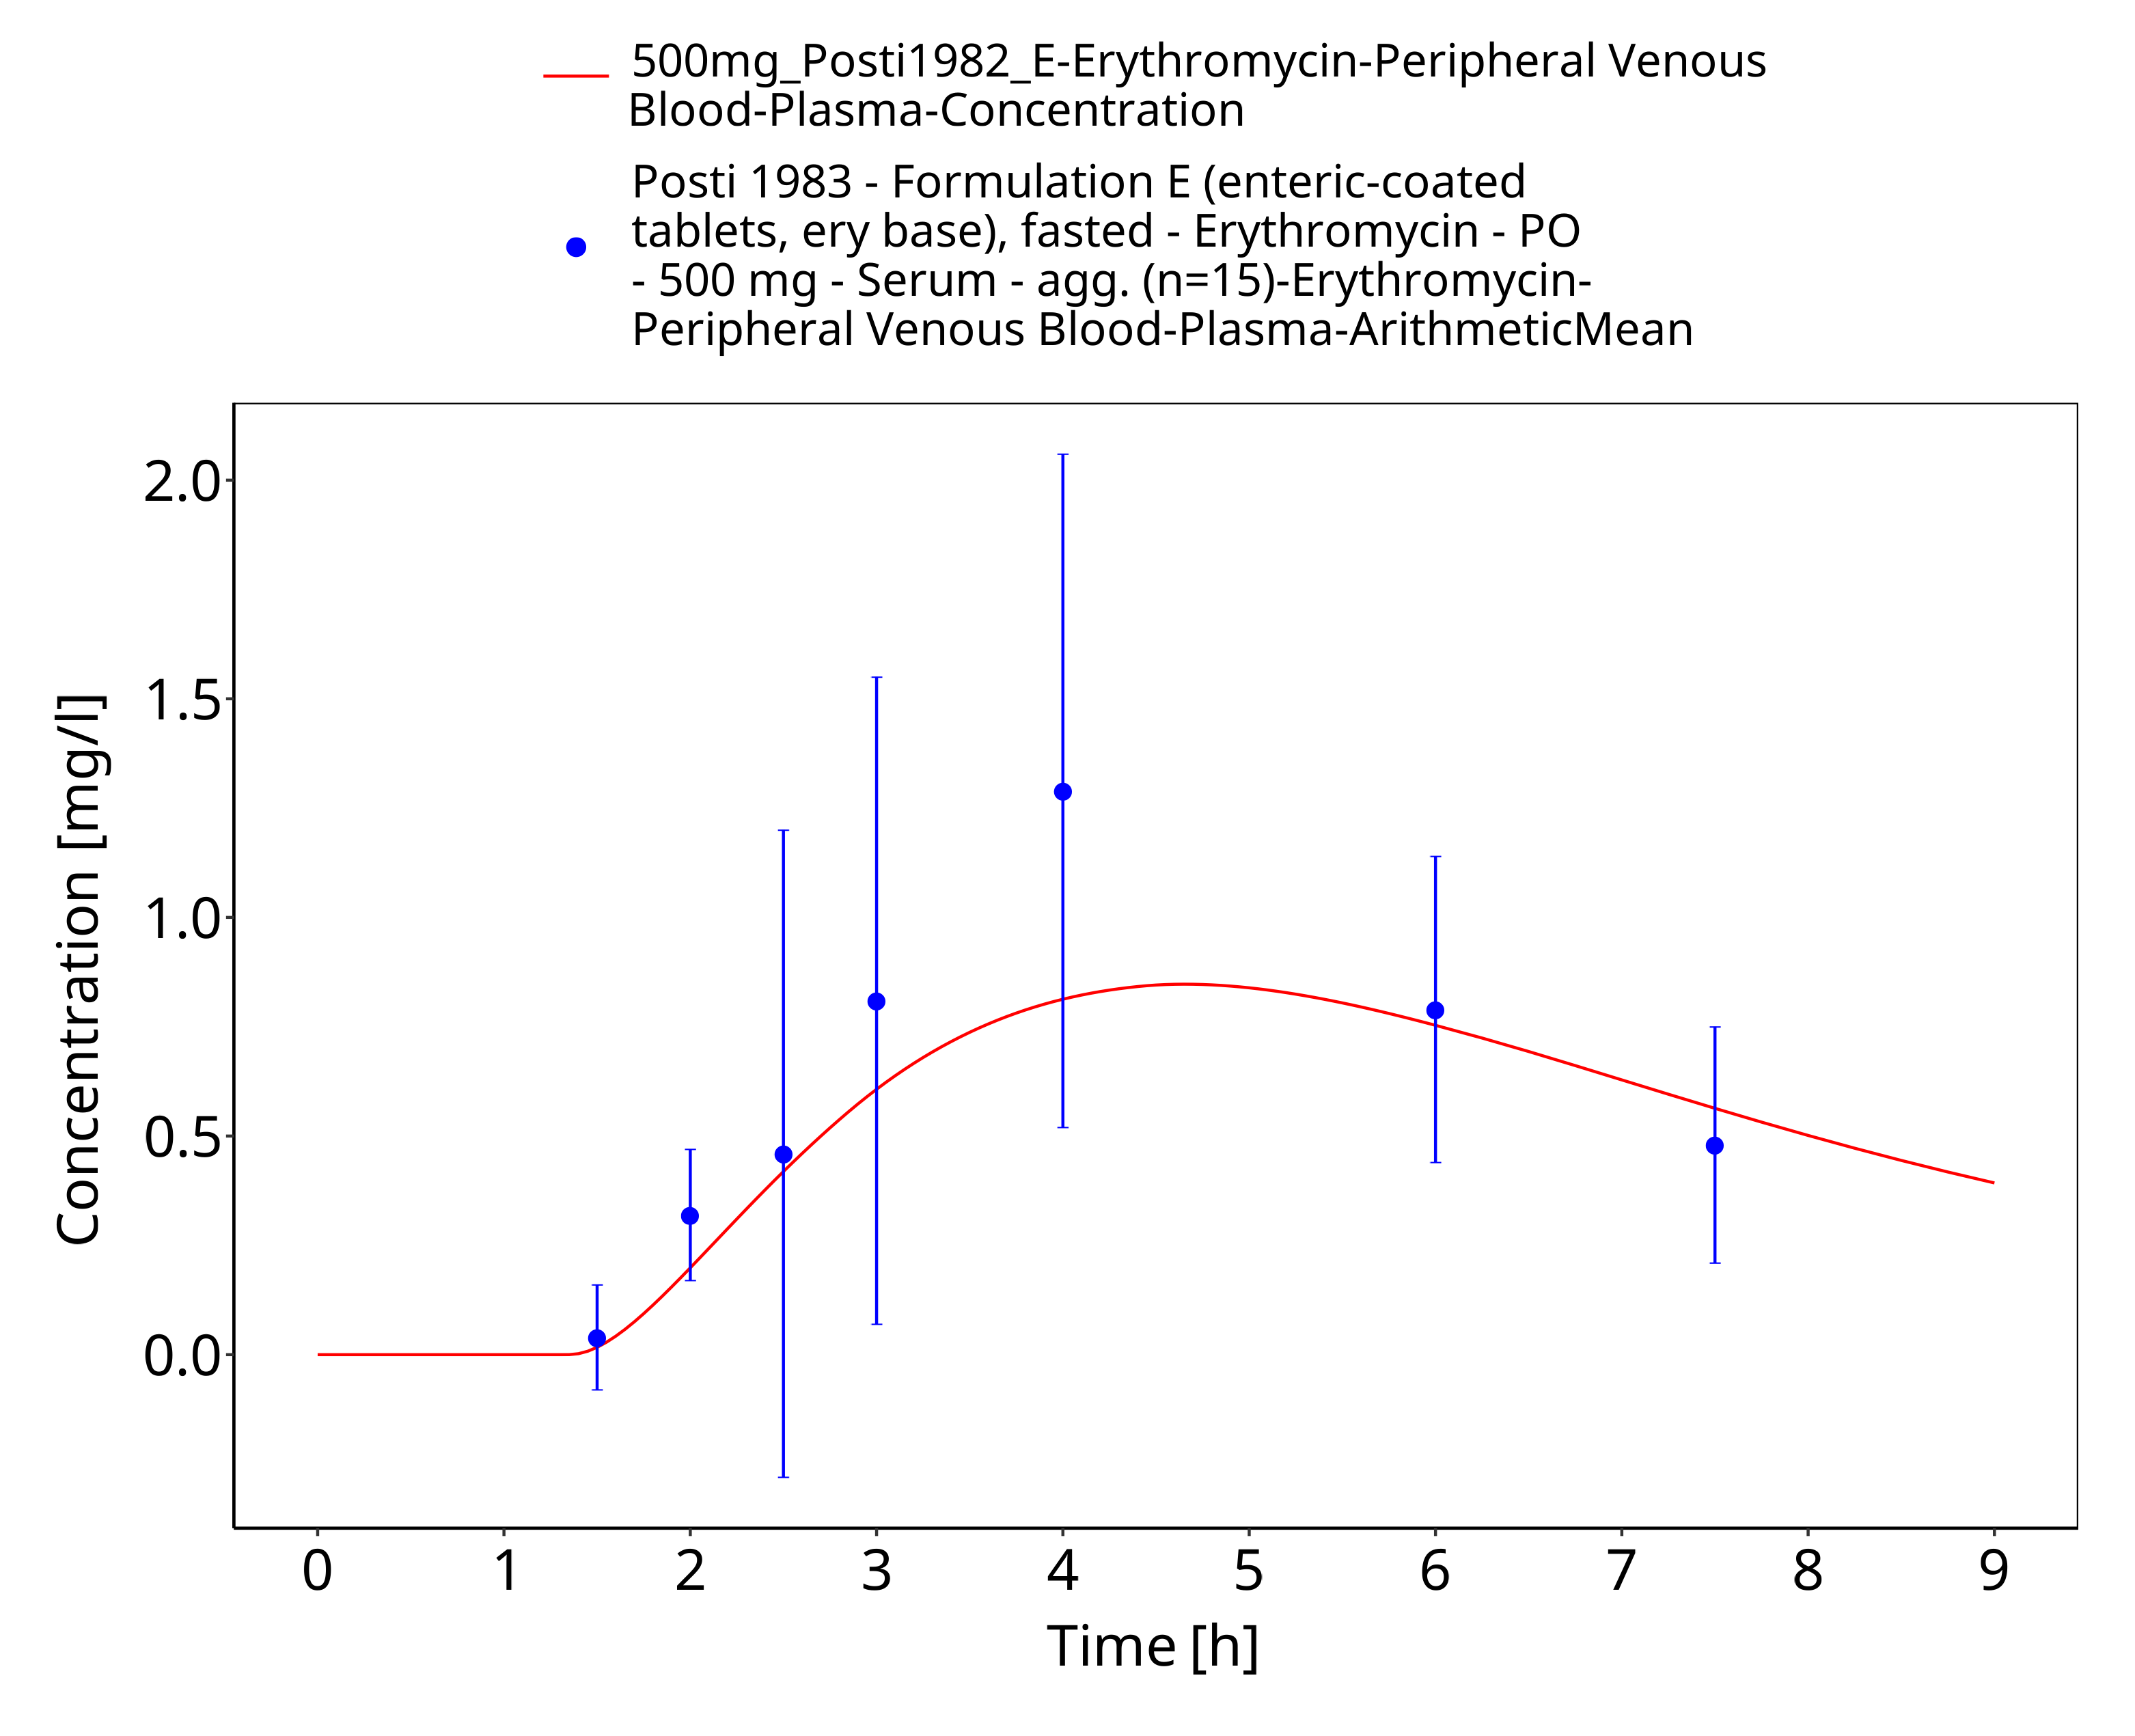 500mg_Posti1982_E-Erythromycin-Peripheral Venous
Blood-Plasma-Concentration
Posti 1983 - Formulation E (enteric-coated
tablets, ery base), fasted - Erythromycin - PO
- 500 mg - Serum - agg. (n=15)-Erythromycin-
Peripheral Venous Blood-Plasma-ArithmeticMean
Concentration [mg/l]
2.0
1.5
1.0
0.5
0.0
0 1 2 3 4 5 6 7 8 9
Time [h]